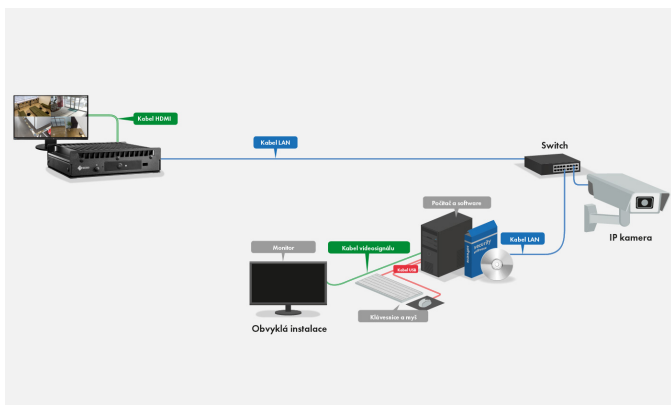 Kabel HDMI
Kabel LAN
Switch
IP kamera
Počítač a software
Kabel LAN
Monitor
Kabel videosignálu
Kabel USB
Klávesnice a myš
Obvyklá instalace
security